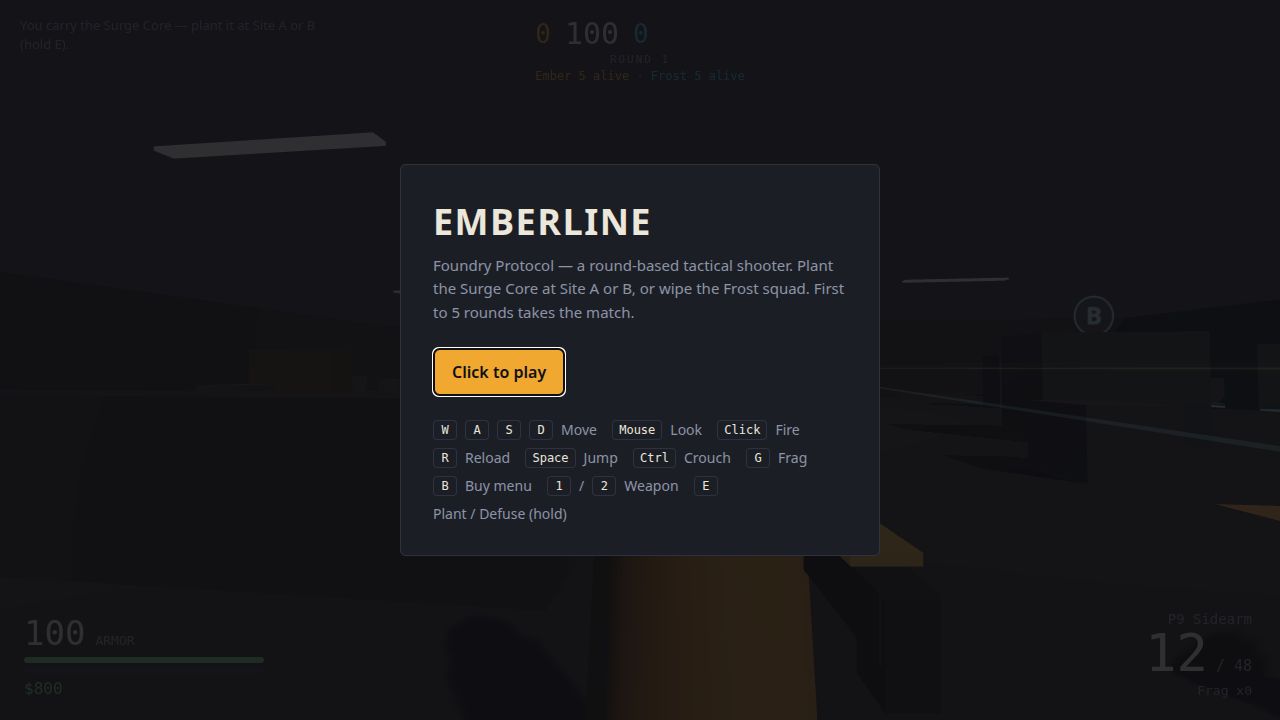 You carry the Surge Core — plant it at Site A or B
(hold E).
0 100 0
ROUND 1
Ember 5 alive · Frost 5 alive
EMBERLINE
Foundry Protocol — a round-based tactical shooter. Plant
the Surge Core at Site A or B, or wipe the Frost squad. First
to 5 rounds takes the match.
B
Click to play
W A S D Move Mouse Look Click Fire
R Reload Space Jump Ctrl Crouch G Frag
B Buy menu 1 / 2 Weapon E
Plant / Defuse (hold)
100 ARMOR
$800
P9 Sidearm
12 / 48
Frag x0